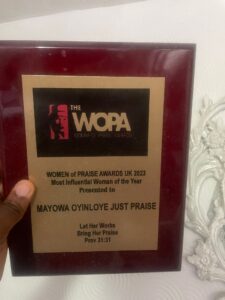 THE
WOPA
WOMEN of PRAISE AWARDS UK 2023
Most Influential Woman of the Year
Presented to
MAYOWA OYINLOYE JUST PRAISE
Let Her Works
Bring Her Praise
Prov 31:31